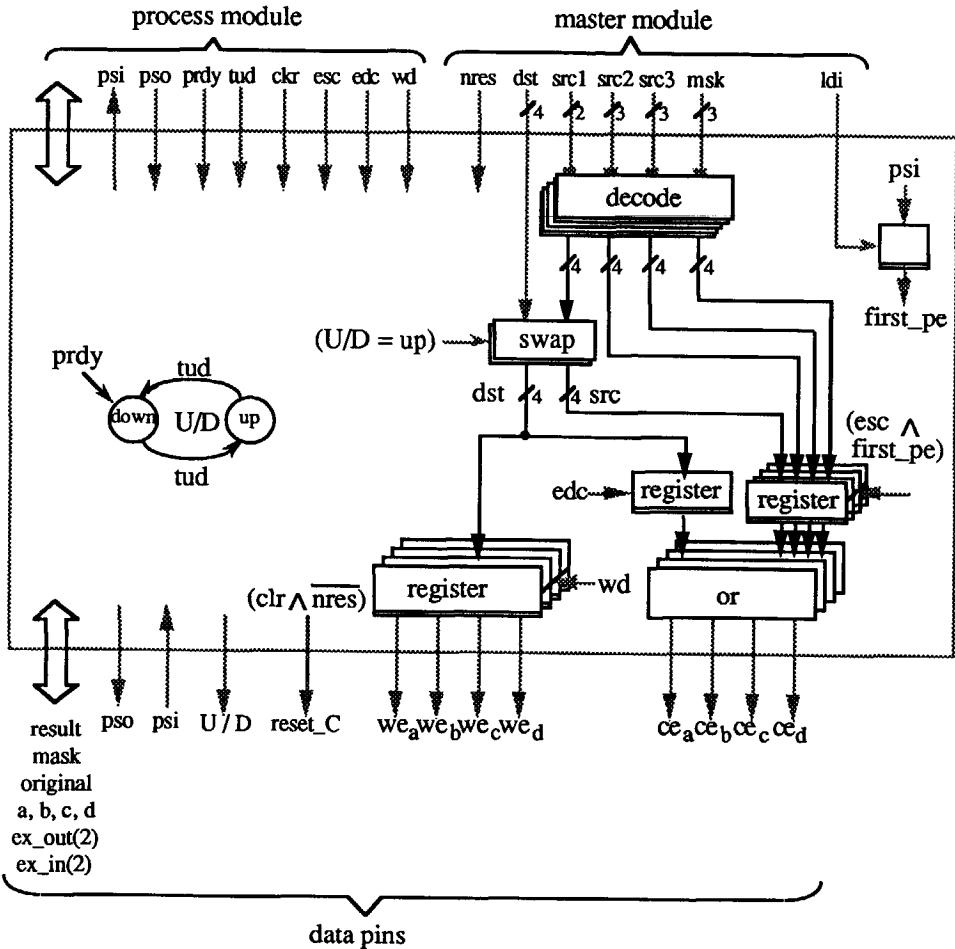 process module
master module
psi pso prdy tud ckr esc edc wd nres dst src1 src2 src3 msk ldi
4 2 3 3 3
psi
decode
4 4 4 4
first_pe
(U/D = up)
swap
prdy
tud
down U/D up
tud
dst 4 4 src
(esc ∧
first_pe)
edc
register
register
register
wd
or
(clr ∧ nres)
pso psi U / D reset_C we_a we_b we_c we_d ce_a ce_b ce_c ce_d
result
mask
original
a, b, c, d
ex_out(2)
ex_in(2)
data pins